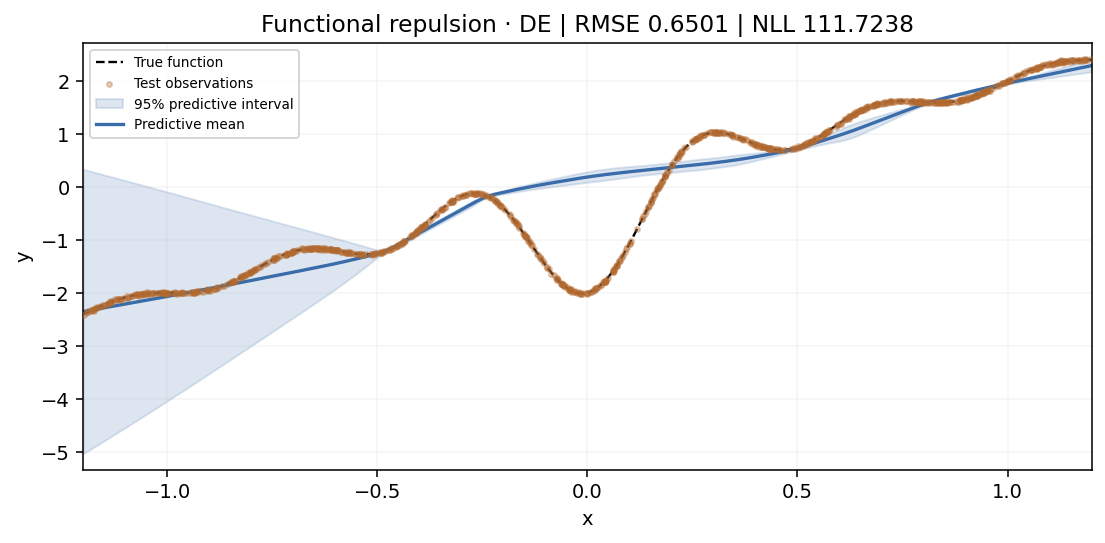 Functional repulsion · DE | RMSE 0.6501 | NLL 111.7238
True function
Test observations
95% predictive interval
Predictive mean
2
1
0
−1
−2
−3
−4
−5
y
−1.0 −0.5 0.0 0.5 1.0
x